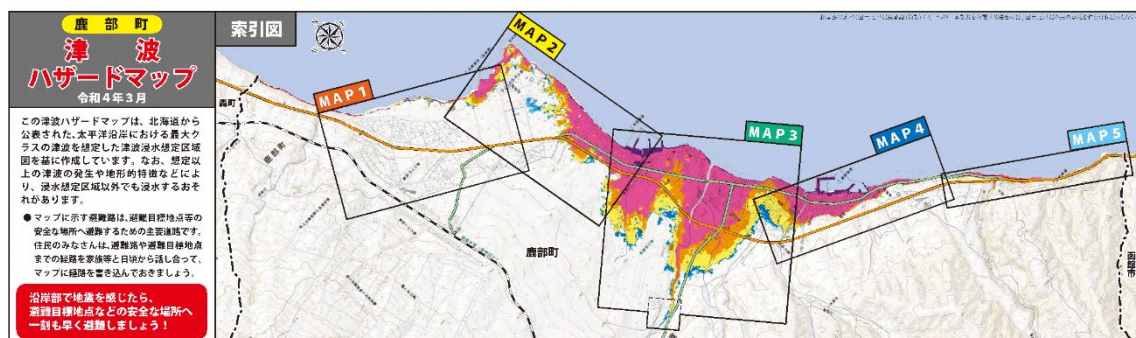 鹿部町
津波
ハザードマップ
令和4年3月
この津波ハザードマップは、北海道から
公表された、太平洋沿岸における最大ク
ラスの津波を想定した津波浸水想定区域
図を基に作成しています。なお、想定以
上の津波の発生や地形的特徴などによ
り、浸水想定区域以外でも浸水するおそ
れがあります。
● マップに示す避難路は、避難目標地点等の
安全な場所へ避難するための主要道路です。
住民のみなさんは、避難路や避難目標地点
までの経路を家族等と日頃から話し合って、
マップに経路を書き込んでおきましょう。
沿岸部で地震を感じたら、
避難目標地点などの安全な場所へ
一刻も早く避難しましょう！
索引図
MAP1
MAP2
MAP3
MAP4
MAP5
森町
鹿部町
鹿部町
函館市